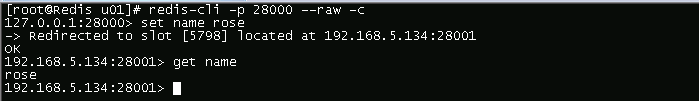 [root@Redis u01]# redis-cli -p 28000 --raw -c
127.0.0.1:28000> set name rose
-> Redirected to slot [5798] located at 192.168.5.134:28001
OK
192.168.5.134:28001> get name
rose
192.168.5.134:28001>